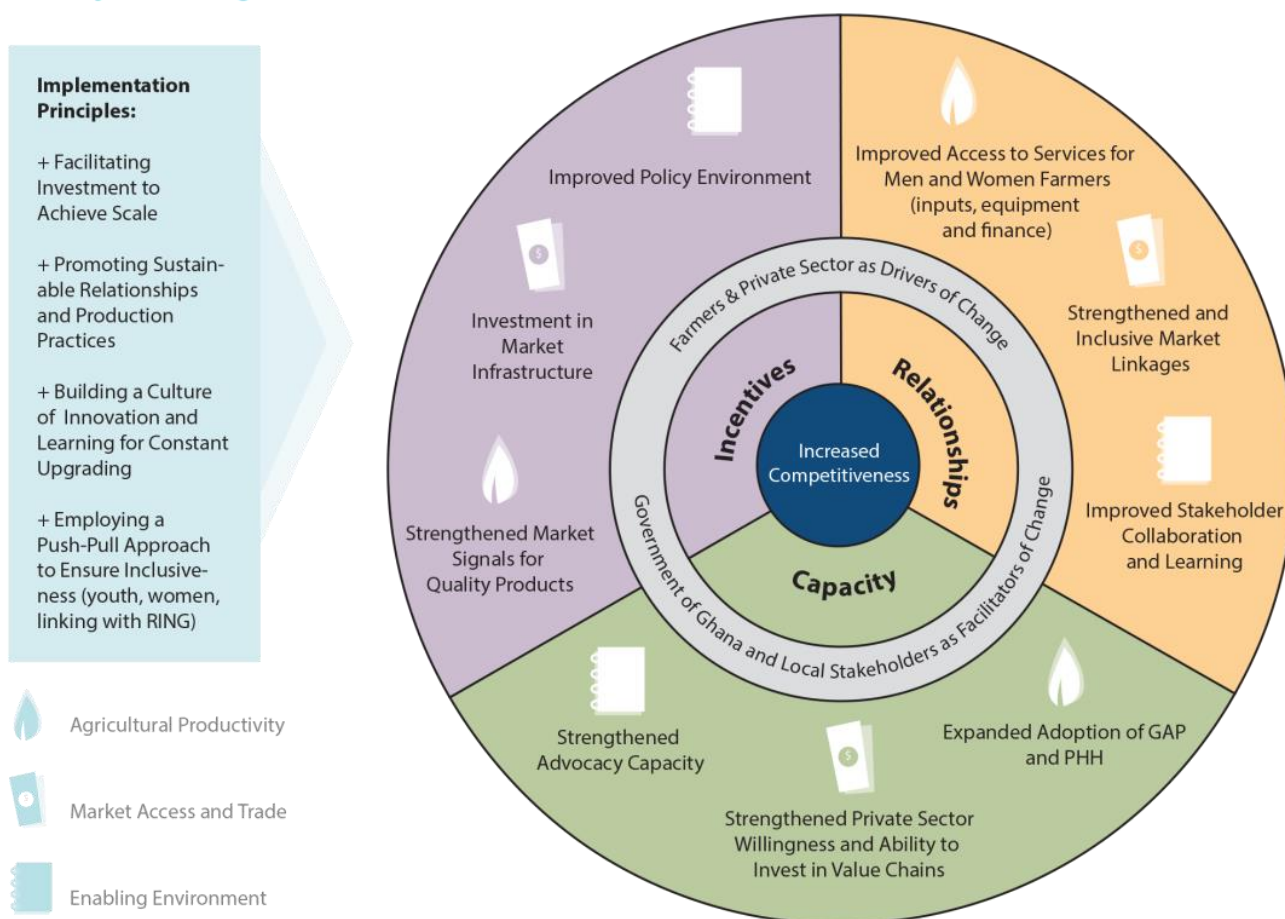 Implementation
Principles:
+ Facilitating
Investment to
Achieve Scale
+ Promoting Sustain-
able Relationships
and Production
Practices
+ Building a Culture
of Innovation and
Learning for Constant
Upgrading
+ Employing a
Push-Pull Approach
to Ensure Inclusive-
ness (youth, women,
linking with RING)
Agricultural Productivity
Market Access and Trade
Enabling Environment
Improved Policy Environment
Investment in
Market
Infrastructure
Strengthened Market
Signals for
Quality Products
Improved Access to Services for
Men and Women Farmers
(inputs, equipment
and finance)
Strengthened and
Inclusive Market
Linkages
Improved Stakeholder
Collaboration
and Learning
Farmers & Private Sector as Drivers of Change
Government of Ghana and Local Stakeholders as Facilitators of Change
Incentives
Relationships
Capacity
Increased
Competitiveness
Strengthened
Advocacy Capacity
Strengthened Private Sector
Willingness and Ability to
Invest in Value Chains
Expanded Adoption of GAP
and PHH